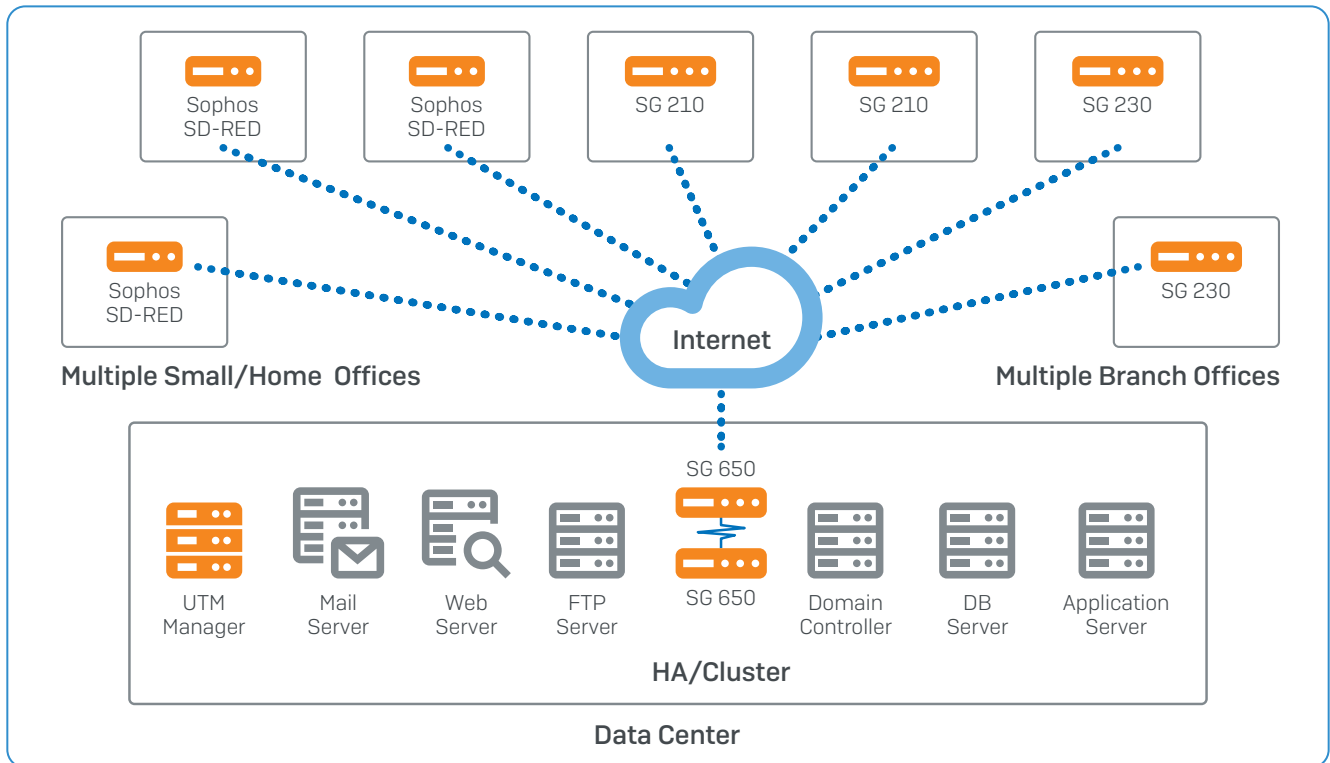 Sophos
SD-RED
Sophos
SD-RED
SG 210
SG 210
SG 230
Sophos
SD-RED
SG 230
Internet
Multiple Small/Home Offices
Multiple Branch Offices
SG 650
SG 650
UTM
Manager
Mail
Server
Web
Server
FTP
Server
Domain
Controller
DB
Server
Application
Server
HA/Cluster
Data Center